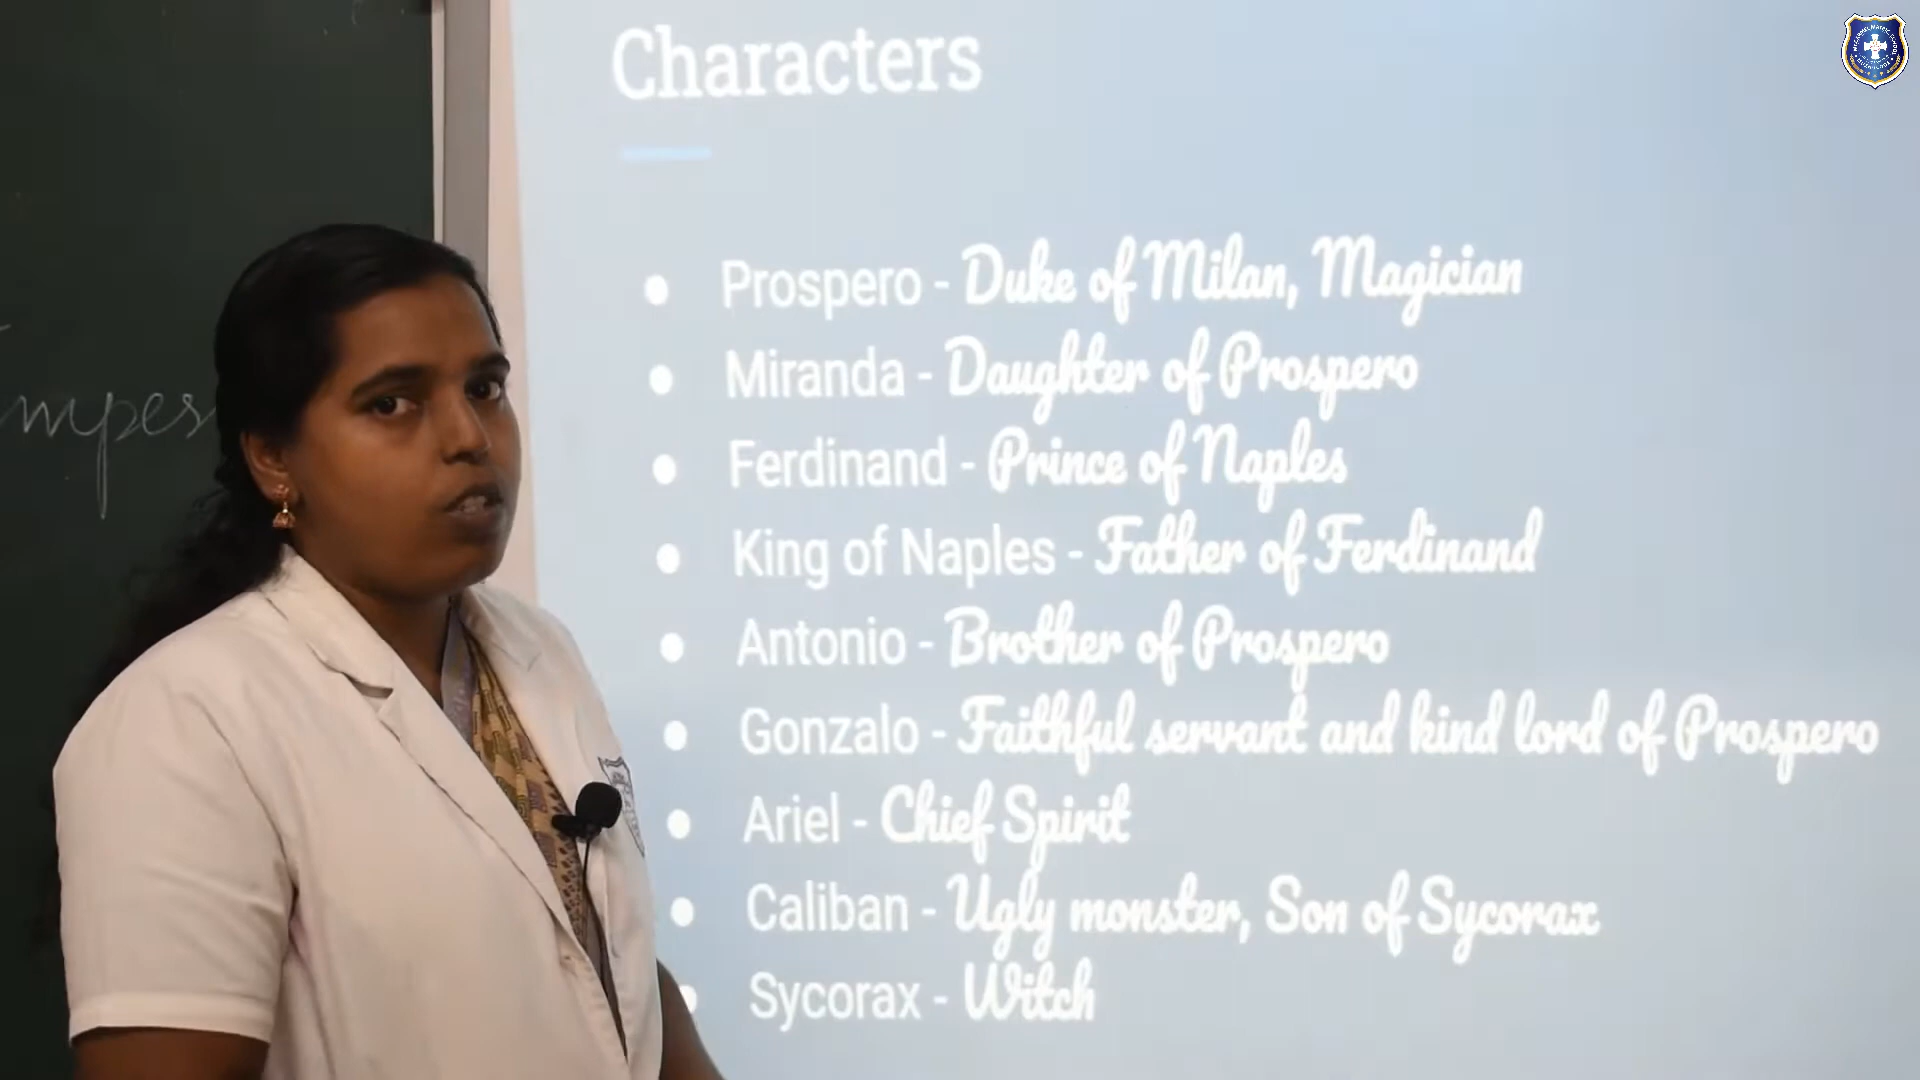 Characters
Prospero - Duke of Milan, Magician
Miranda - Daughter of Prospero
Ferdinand - Prince of Naples
King of Naples - Father of Ferdinand
Antonio - Brother of Prospero
Gonzalo - Faithful servant and kind lord of Prospero
Ariel - Chief Spirit
Caliban - Ugly monster, Son of Sycorax
Sycorax - Witch
mpes